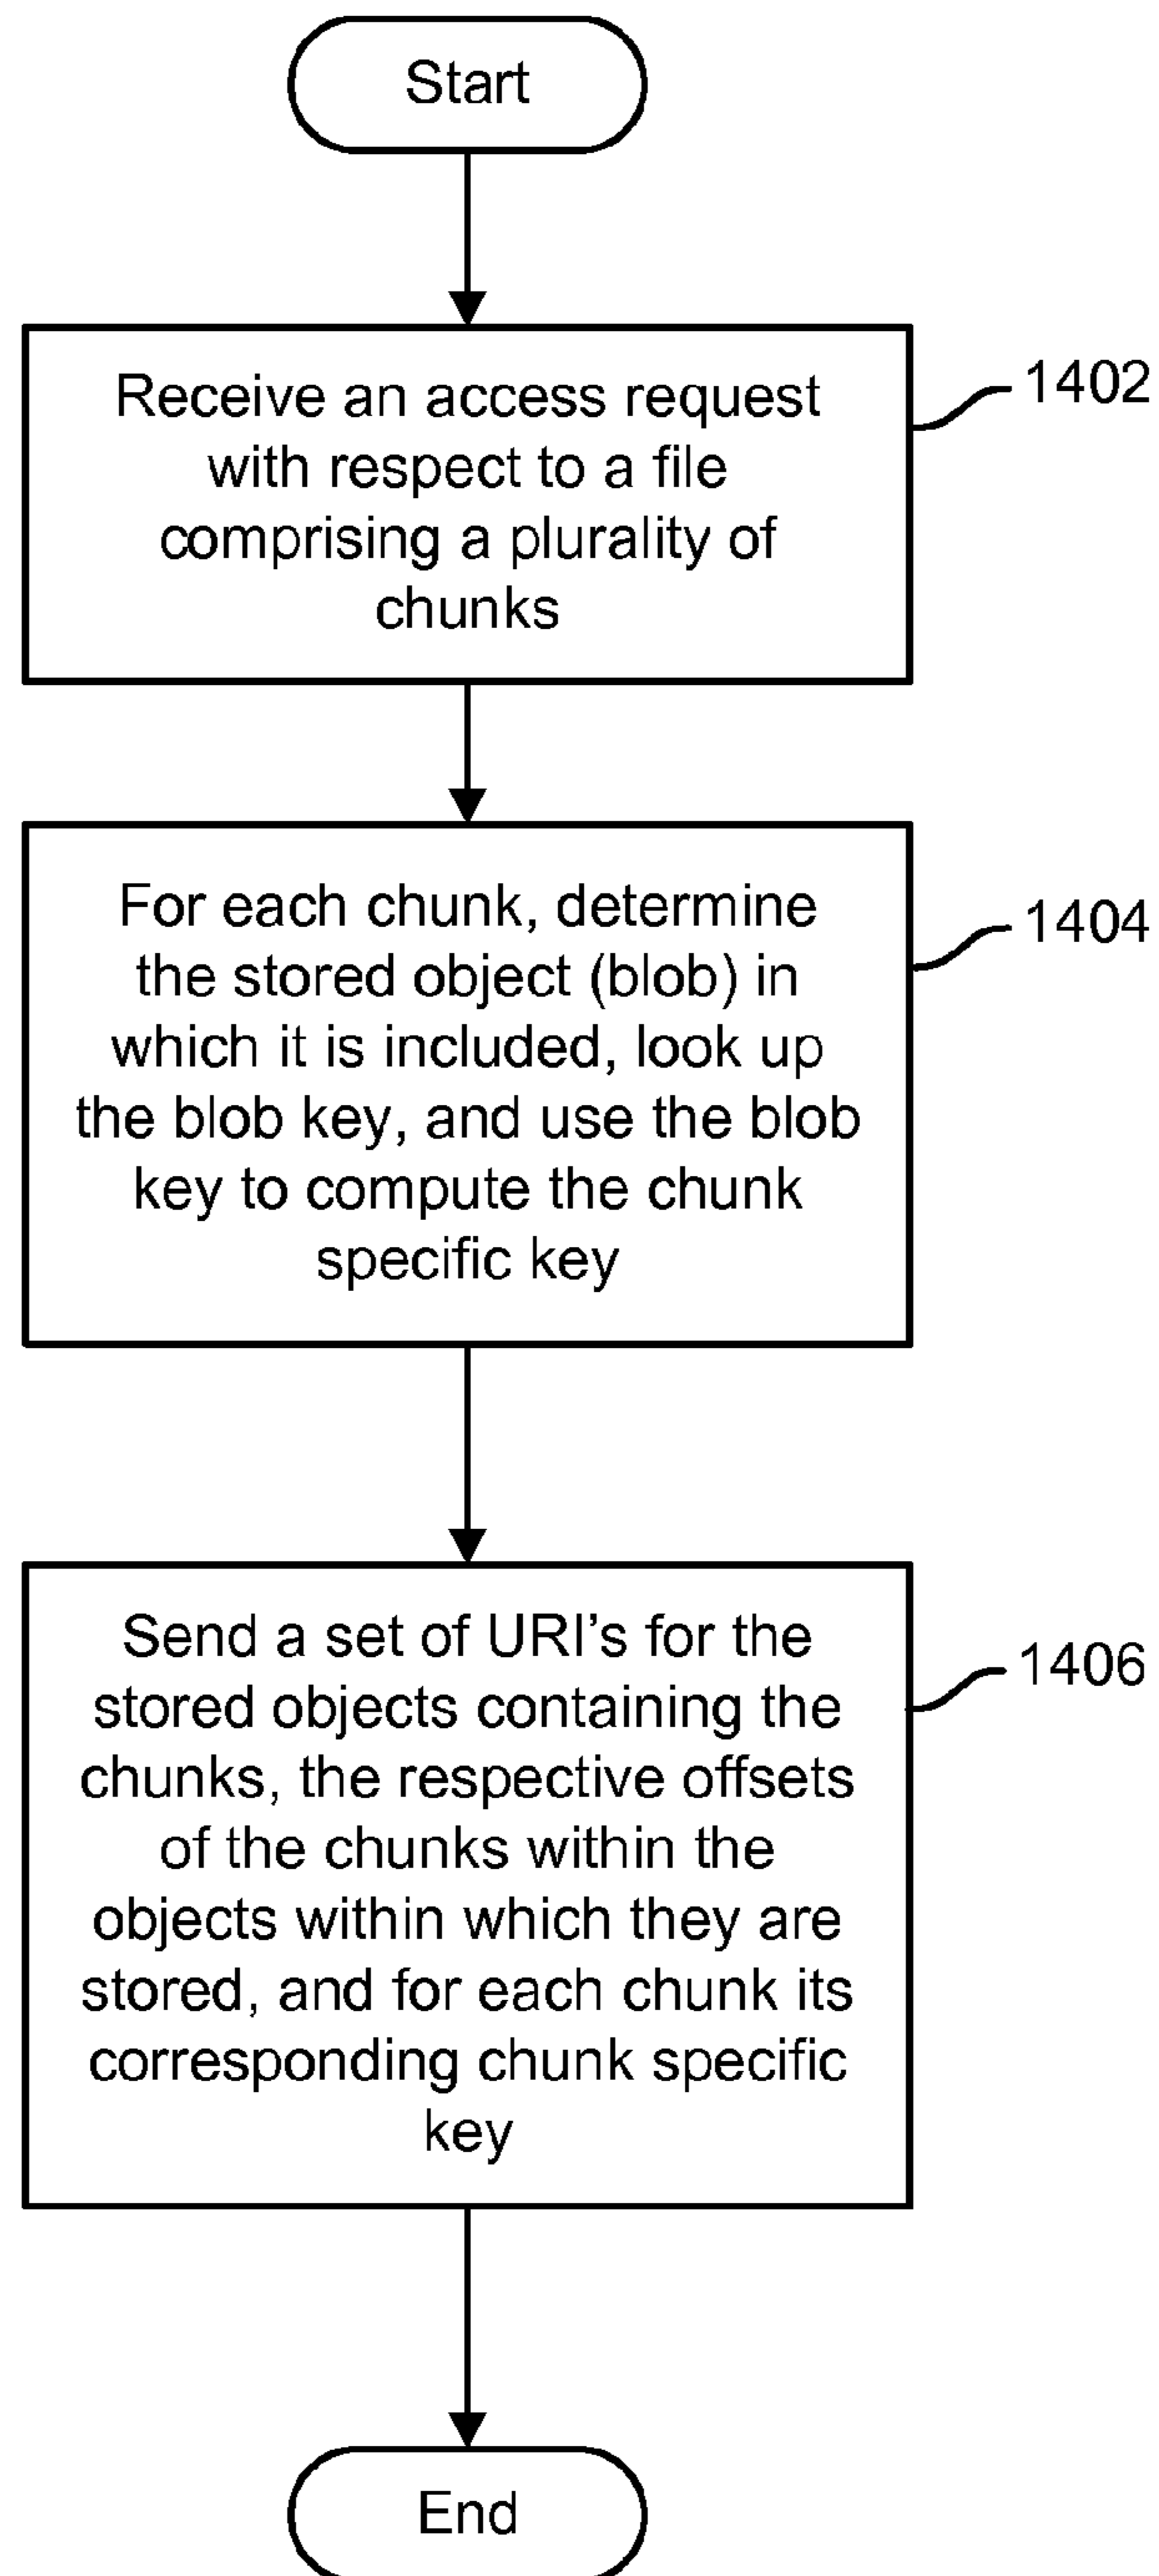 Start
Receive an access request
with respect to a file
comprising a plurality of
chunks
1402
For each chunk, determine
the stored object (blob) in
which it is included, look up
the blob key, and use the blob
key to compute the chunk
specific key
1404
Send a set of URI's for the
stored objects containing the
chunks, the respective offsets
of the chunks within the
objects within which they are
stored, and for each chunk its
corresponding chunk specific
key
1406
End